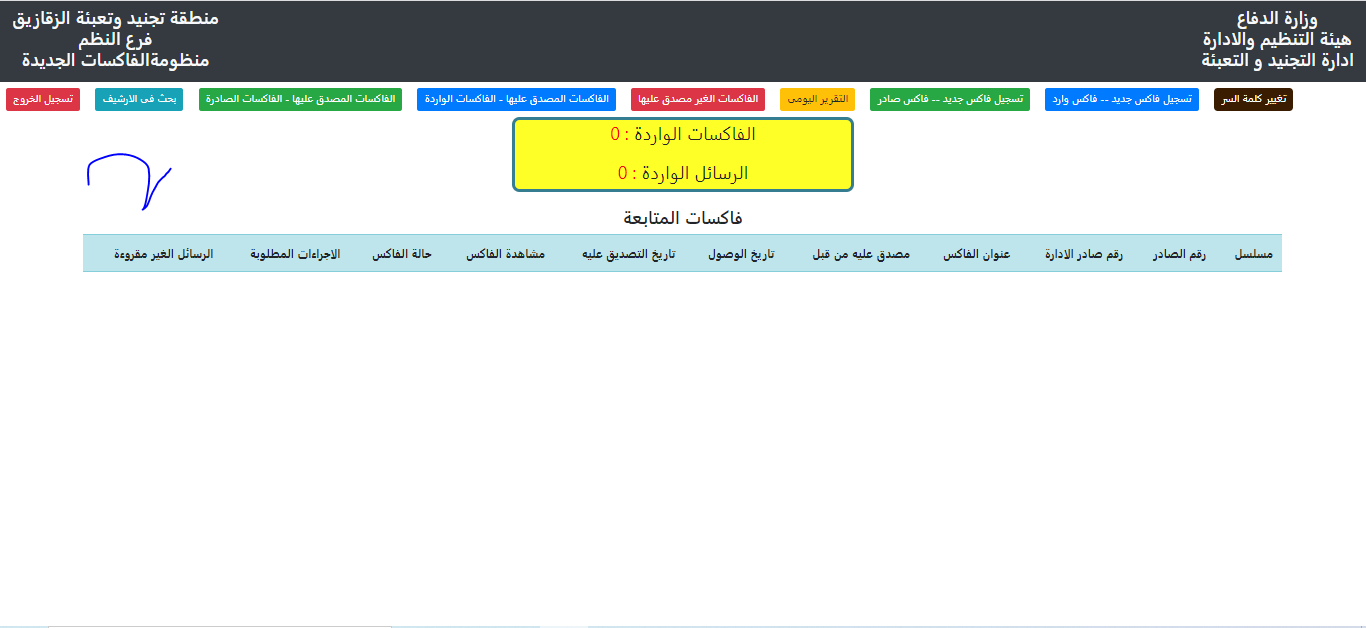 وزارة الدفاع
هيئة التنظيم والادارة
ادارة التجنيد و التعبئة
منطقة تجنيد وتعبئة الزقازيق
فرع النظم
منظومةالفاكسات الجديدة
تغيير كلمة السر
تسجيل فاكس جديد -- فاكس وارد
تسجيل فاكس جديد -- فاكس صادر
التقرير اليومى
الفاكسات الغير مصدق عليها
الفاكسات المصدق عليها - الفاكسات الواردة
الفاكسات المصدق عليها - الفاكسات الصادرة
بحث فى الارشيف
تسجيل الخروج
الفاكسات الواردة : 0
الرسائل الواردة : 0
فاكسات المتابعة
مسلسل رقم الصادر رقم صادر الادارة عنوان الفاكس مصدق عليه من قبل تاريخ الوصول تاريخ التصديق عليه مشاهدة الفاكس حالة الفاكس الاجراءات المطلوبة الرسائل الغير مقروءة